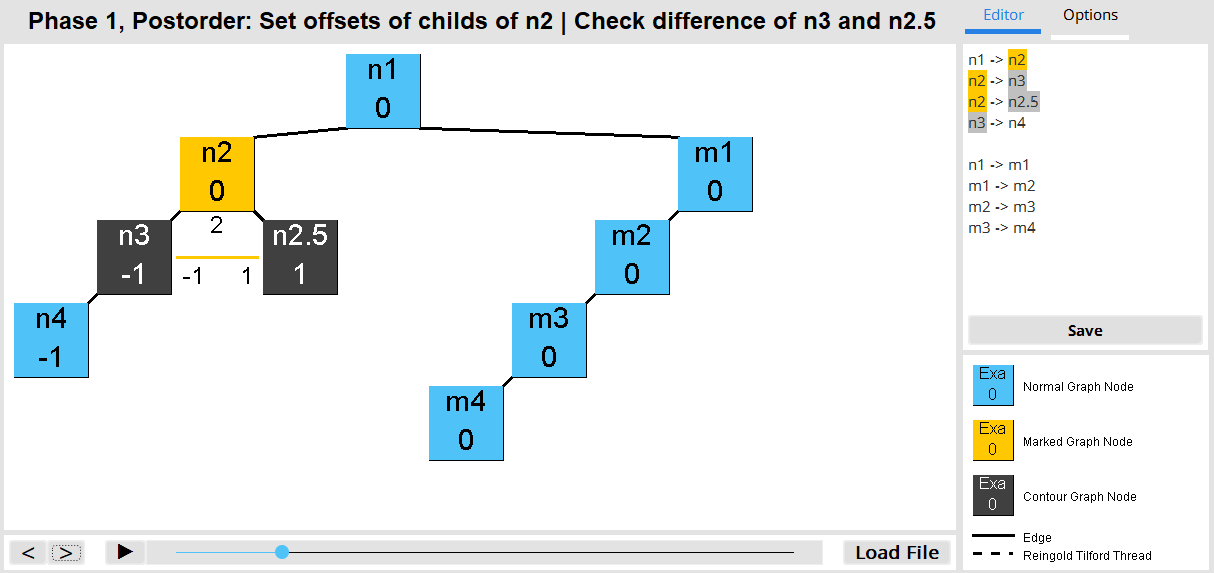 Phase 1, Postorder: Set offsets of childs of n2 | Check difference of n3 and n2.5
n1
0
n2
0
m1
0
2
n3
-1
-1 1
n2.5
1
m2
0
n4
-1
m3
0
m4
0
< > Load File
Editor Options
n1 -> n2
n2 -> n3
n2 -> n2.5
n3 -> n4
n1 -> m1
m1 -> m2
m2 -> m3
m3 -> m4
Save
Exa
0
Normal Graph Node
Exa
0
Marked Graph Node
Exa
0
Contour Graph Node
Edge
Reingold Tilford Thread